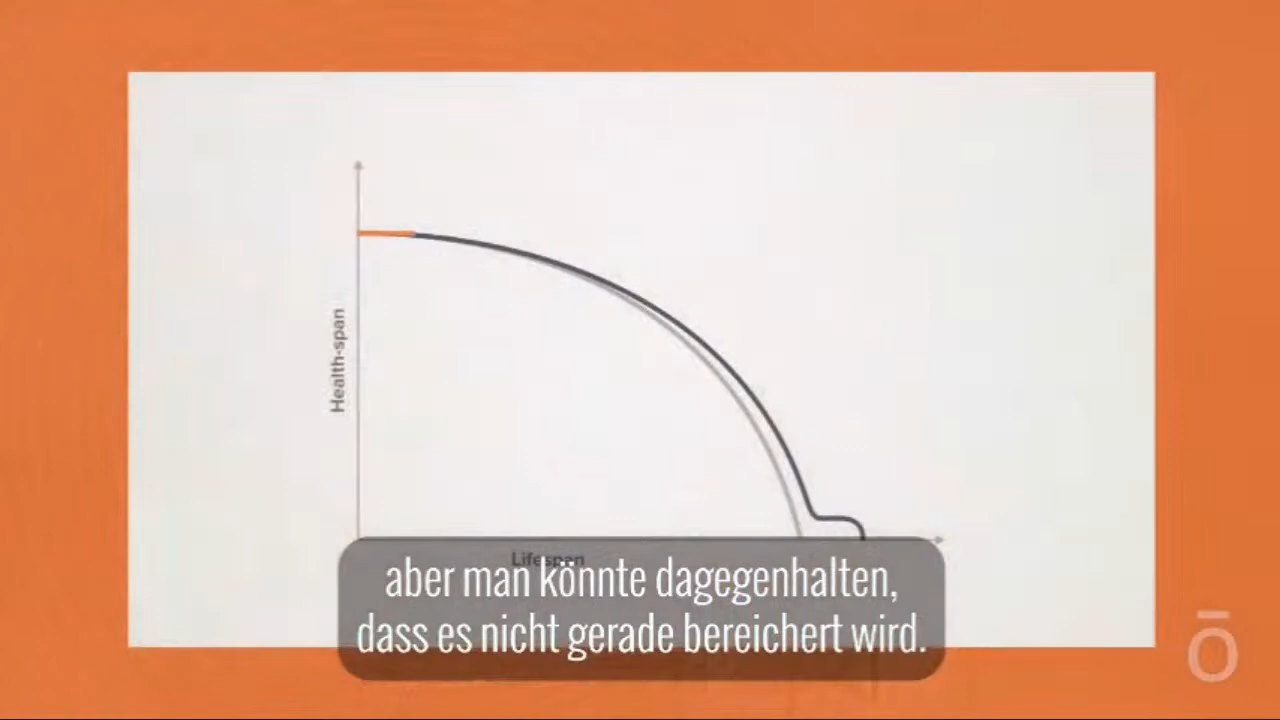 Health-span
Lifespan
aber man könnte dagegenhalten,
dass es nicht gerade bereichert wird.
Ō